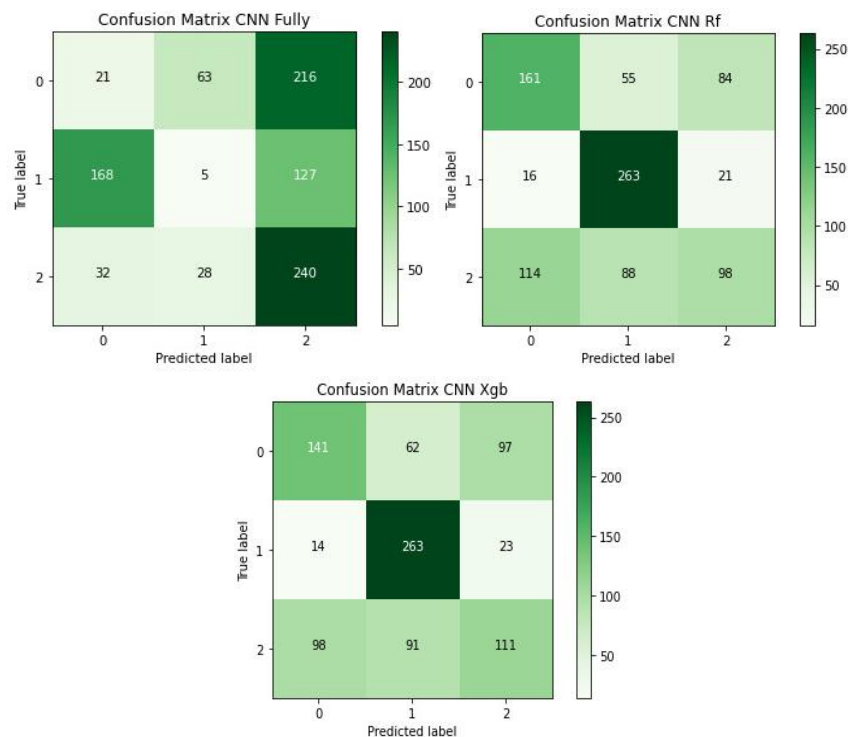 Confusion Matrix CNN Fully
0 21 63 216
1 168 5 127
2 32 28 240
0 1 2
True label
Predicted label
200
150
100
50
Confusion Matrix CNN Rf
0 161 55 84
1 16 263 21
2 114 88 98
0 1 2
True label
Predicted label
250
200
150
100
50
Confusion Matrix CNN Xgb
0 141 62 97
1 14 263 23
2 98 91 111
0 1 2
True label
Predicted label
250
200
150
100
50